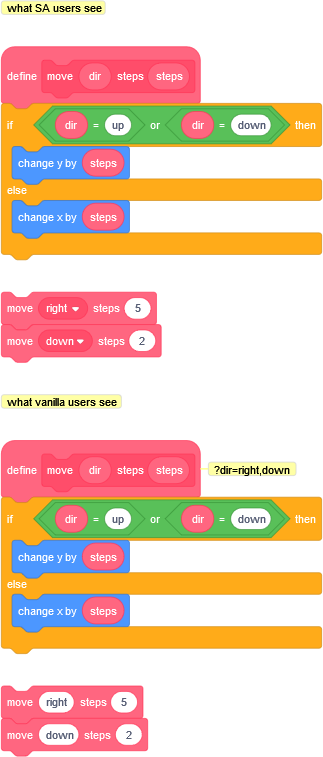 what SA users see
define move dir steps steps
if dir = up or dir = down then
change y by steps
else
change x by steps
move right steps 5
move down steps 2
what vanilla users see
define move dir steps steps
?dir=right,down
if dir = up or dir = down then
change y by steps
else
change x by steps
move right steps 5
move down steps 2